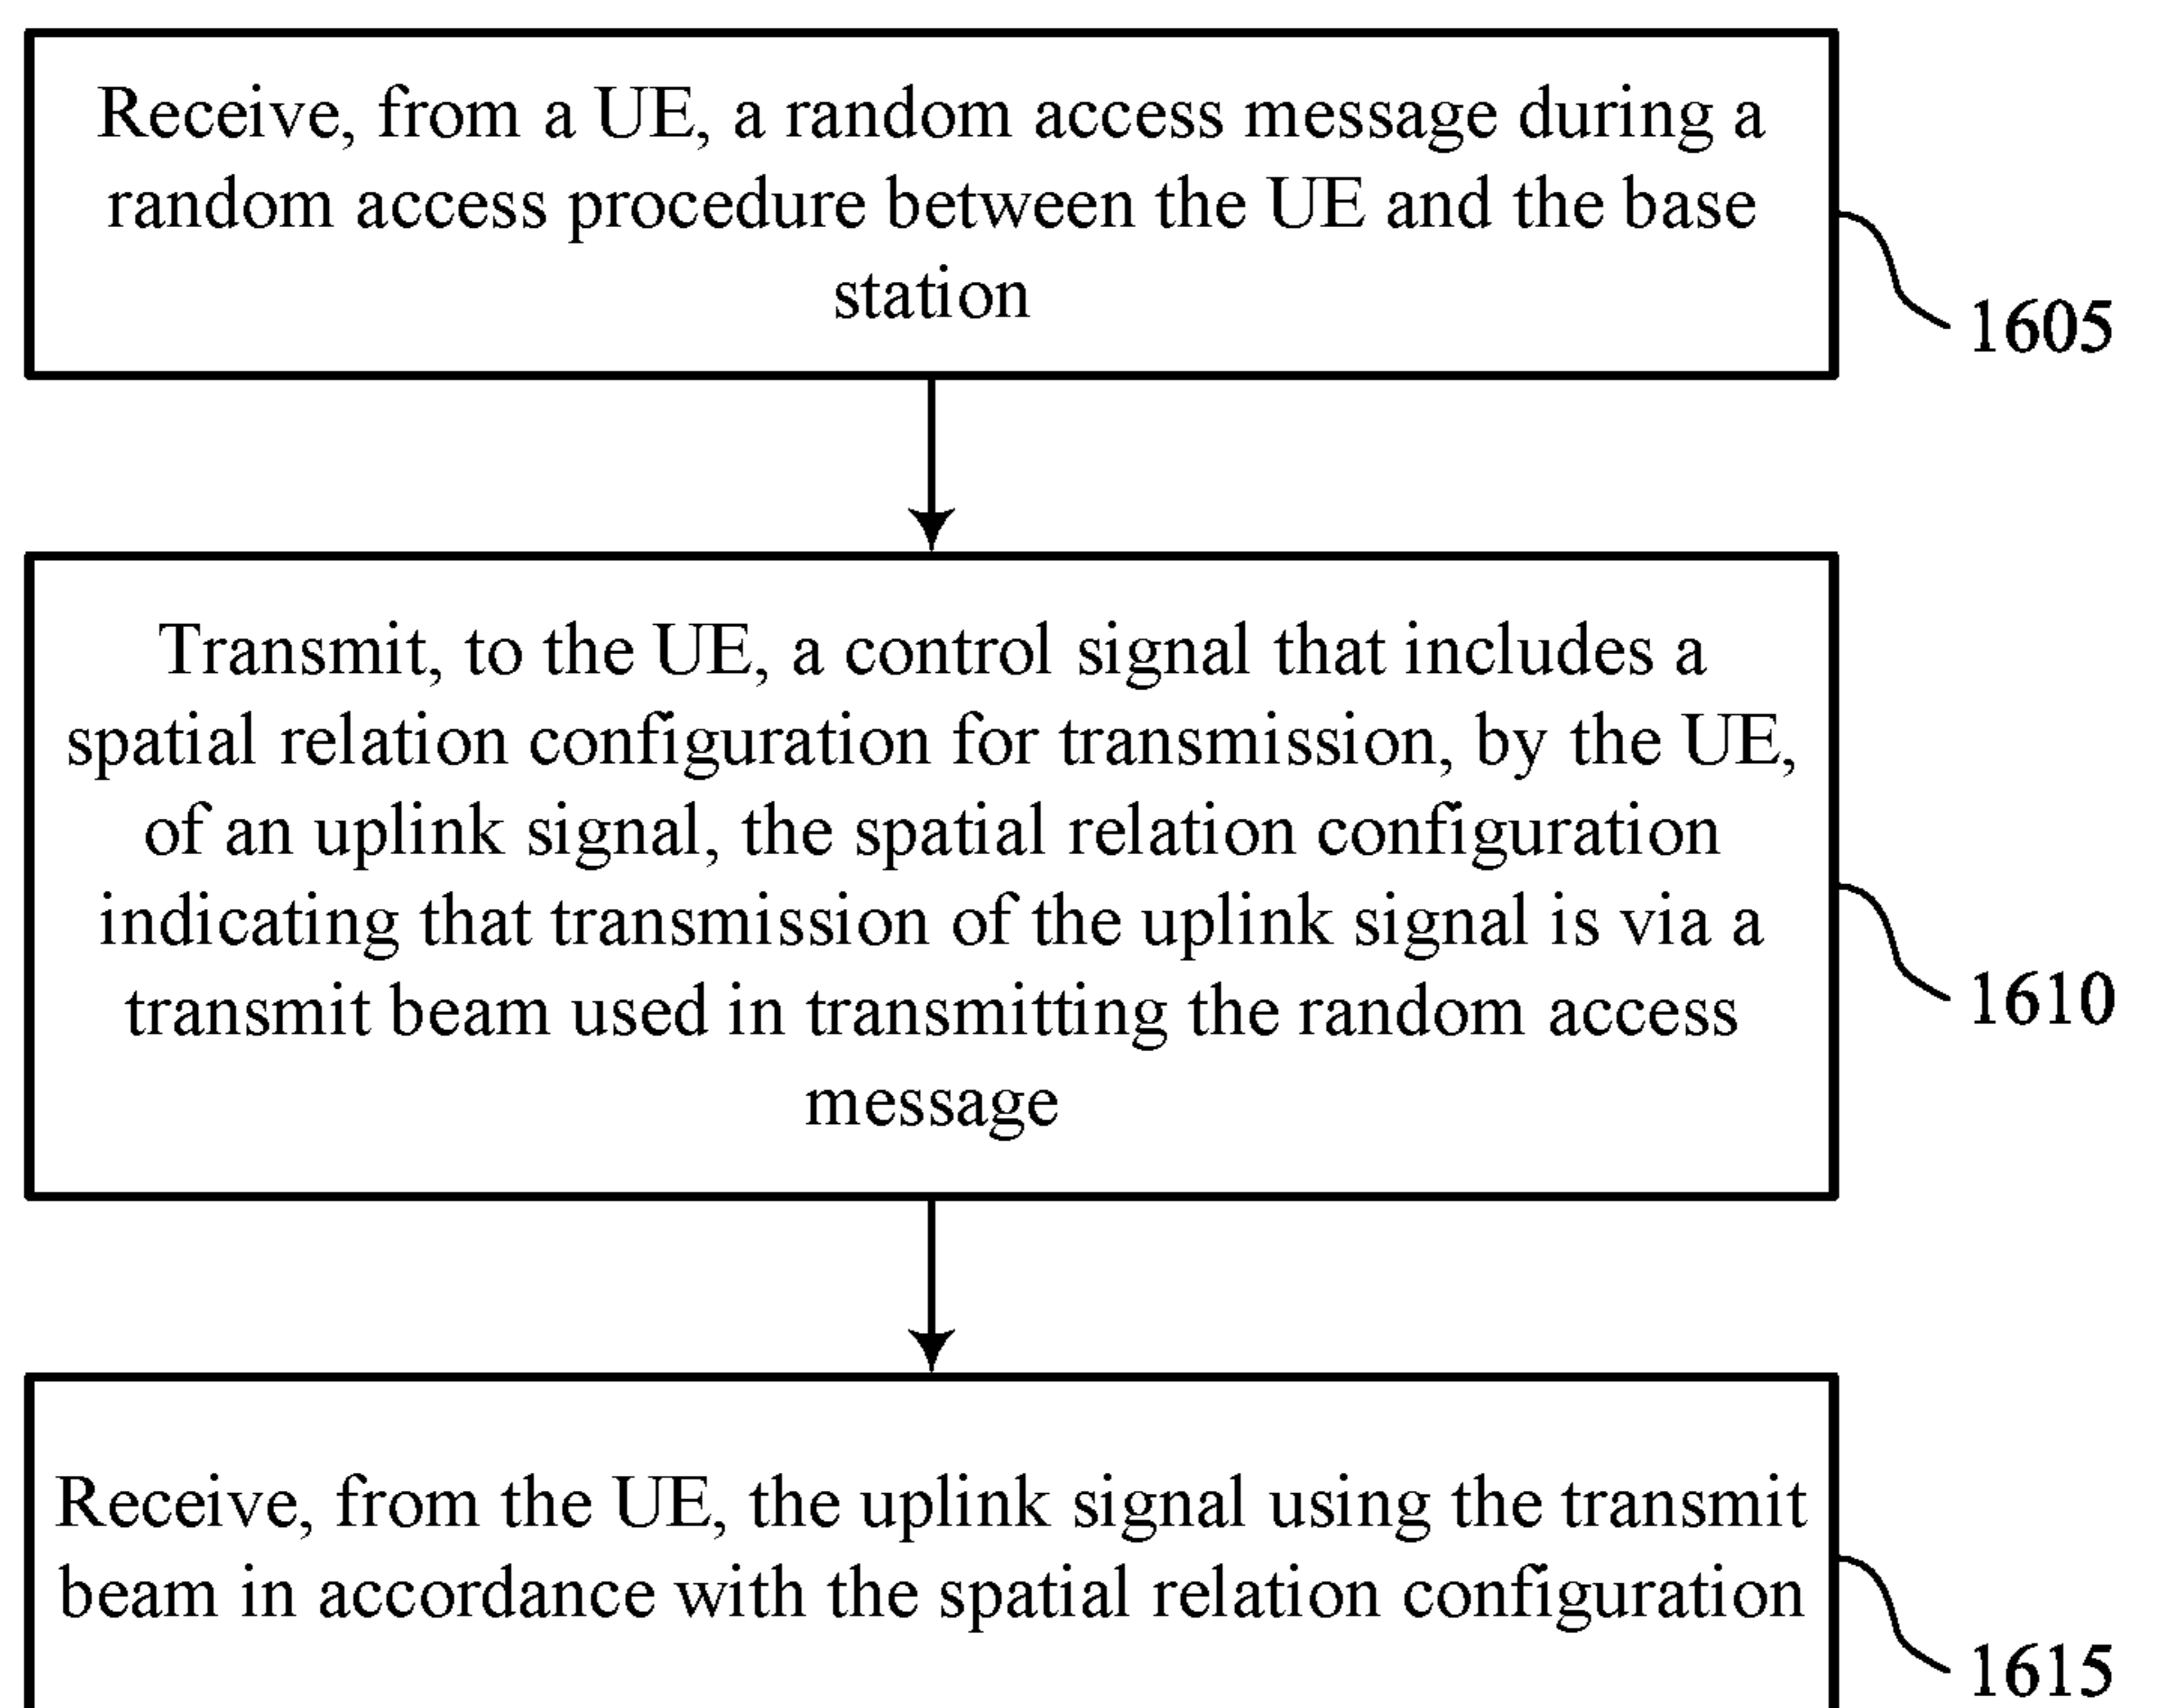 Receive, from a UE, a random access message during a
random access procedure between the UE and the base
station
1605
Transmit, to the UE, a control signal that includes a
spatial relation configuration for transmission, by the UE,
of an uplink signal, the spatial relation configuration
indicating that transmission of the uplink signal is via a
transmit beam used in transmitting the random access
message
1610
Receive, from the UE, the uplink signal using the transmit
beam in accordance with the spatial relation configuration
1615